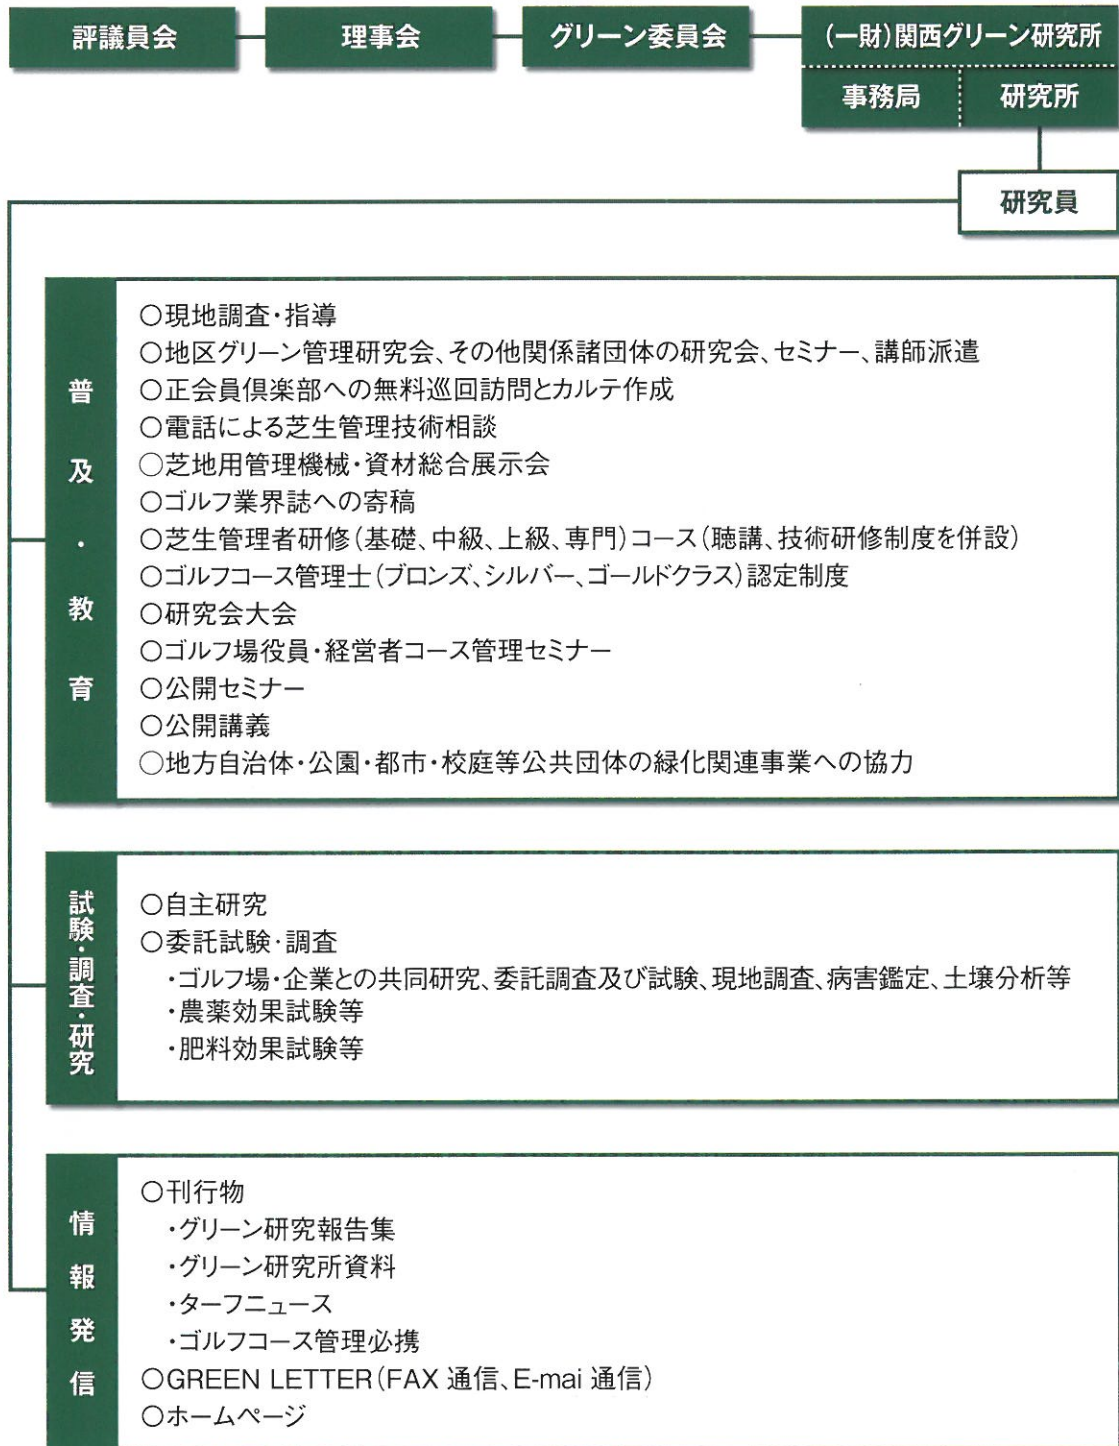 評議員会
理事会
グリーン委員会
(一財)関西グリーン研究所
事務局
研究所
研究員
普及・教育
○現地調査・指導
○地区グリーン管理研究会、その他関係諸団体の研究会、セミナー、講師派遣
○正会員倶楽部への無料巡回訪問とカルテ作成
○電話による芝生管理技術相談
○芝地用管理機械・資材総合展示会
○ゴルフ業界誌への寄稿
○芝生管理者研修(基礎、中級、上級、専門)コース(聴講、技術研修制度を併設)
○ゴルフコース管理士(ブロンズ、シルバー、ゴールドクラス)認定制度
○研究会大会
○ゴルフ場役員・経営者コース管理セミナー
○公開セミナー
○公開講義
○地方自治体・公園・都市・校庭等公共団体の緑化関連事業への協力
試験・調査・研究
○自主研究
○委託試験・調査
・ゴルフ場・企業との共同研究、委託調査及び試験、現地調査、病害鑑定、土壌分析等
・農薬効果試験等
・肥料効果試験等
情報発信
○刊行物
・グリーン研究報告集
・グリーン研究所資料
・ターフニュース
・ゴルフコース管理必携
○GREEN LETTER(FAX 通信、E-mai 通信)
○ホームページ